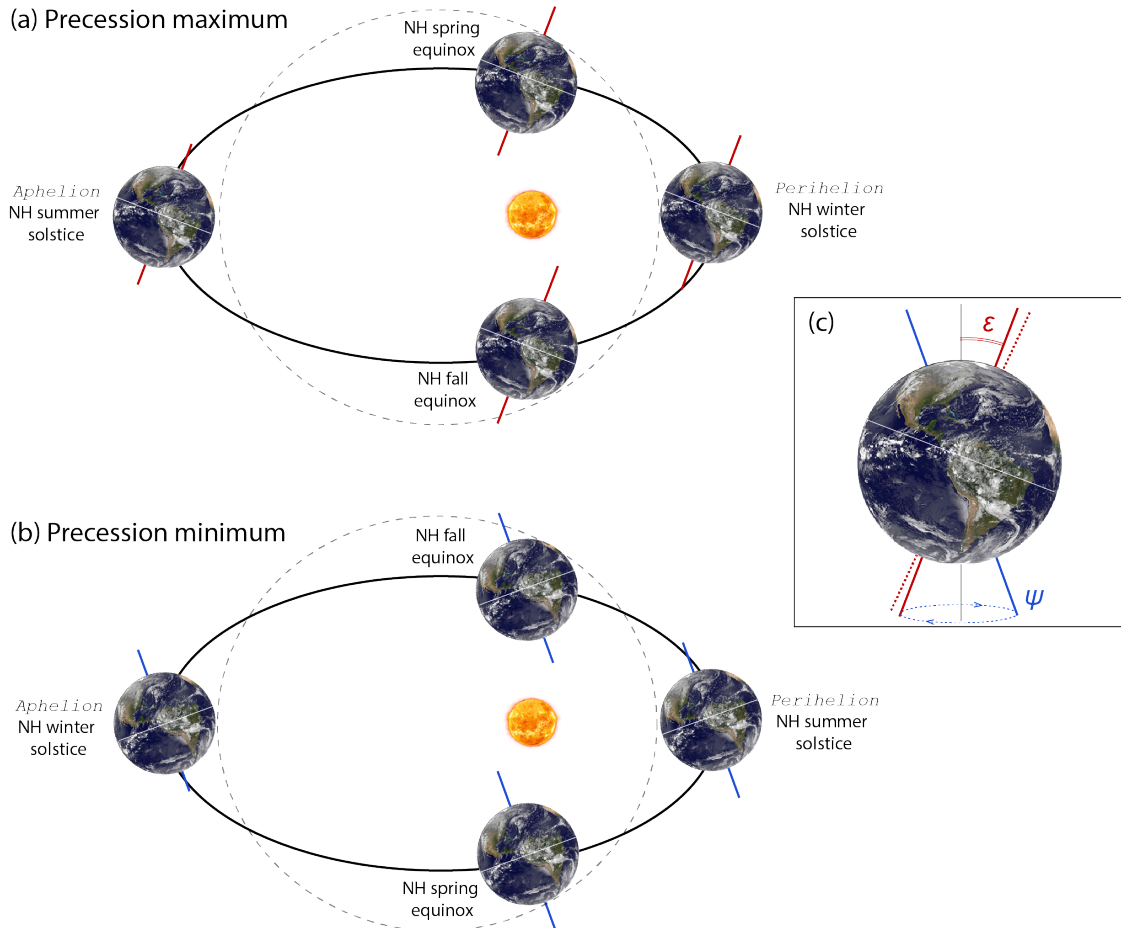 (a) Precession maximum
NH spring
equinox
Aphelion
NH summer
solstice
Perihelion
NH winter
solstice
NH fall
equinox
(c)
ε
ψ
(b) Precession minimum
NH fall
equinox
Aphelion
NH winter
solstice
Perihelion
NH summer
solstice
NH spring
equinox